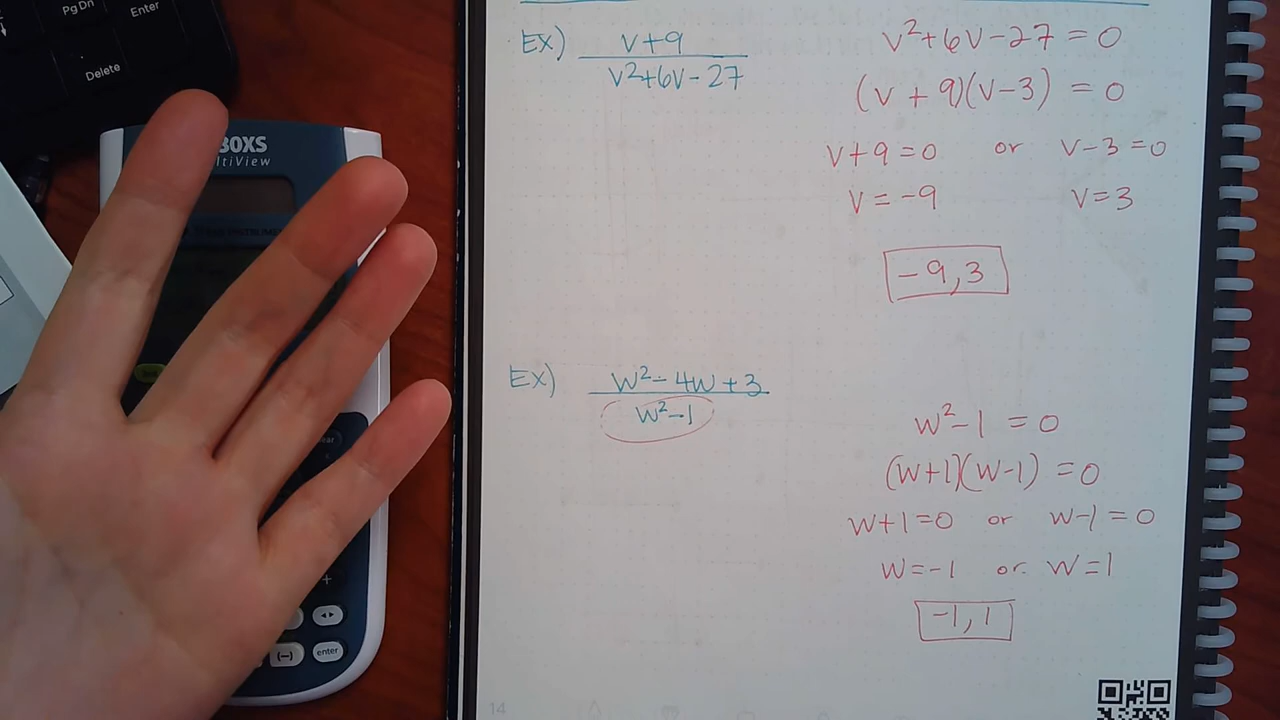 PgDn
Enter
Delete
BOXS
ltiView
enter
(-)
+
Ex) v+9
v²+6v-27
v²+6v-27 = 0
(v + 9)(v-3) = 0
v+9=0 or v-3=0
v=-9 v=3
-9,3
Ex) w²-4w+3
w²-1
w²-1 = 0
(w+1)(w-1) = 0
w+1=0 or w-1=0
w=-1 or w=1
-1,1
14